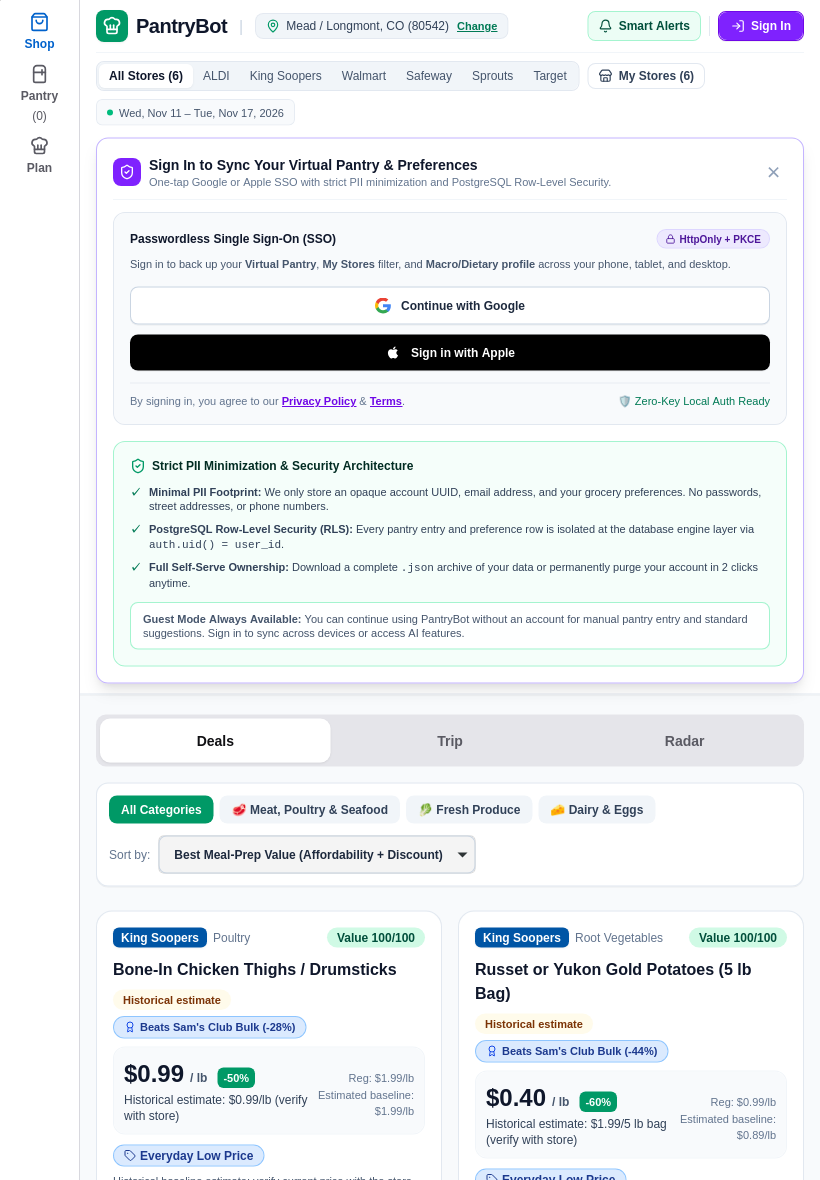 Shop
Pantry
(0)
Plan
PantryBot | Mead / Longmont, CO (80542) Change Smart Alerts Sign In
All Stores (6) ALDI King Soopers Walmart Safeway Sprouts Target My Stores (6)
Wed, Nov 11 – Tue, Nov 17, 2026
Sign In to Sync Your Virtual Pantry & Preferences
One-tap Google or Apple SSO with strict PII minimization and PostgreSQL Row-Level Security.
Passwordless Single Sign-On (SSO) HttpOnly + PKCE
Sign in to back up your Virtual Pantry, My Stores filter, and Macro/Dietary profile across your phone, tablet, and desktop.
Continue with Google
Sign in with Apple
By signing in, you agree to our Privacy Policy & Terms. Zero-Key Local Auth Ready
Strict PII Minimization & Security Architecture
✓ Minimal PII Footprint: We only store an opaque account UUID, email address, and your grocery preferences. No passwords,
street addresses, or phone numbers.
✓ PostgreSQL Row-Level Security (RLS): Every pantry entry and preference row is isolated at the database engine layer via
auth.uid() = user_id.
✓ Full Self-Serve Ownership: Download a complete .json archive of your data or permanently purge your account in 2 clicks
anytime.
Guest Mode Always Available: You can continue using PantryBot without an account for manual pantry entry and standard
suggestions. Sign in to sync across devices or access AI features.
Deals Trip Radar
All Categories Meat, Poultry & Seafood Fresh Produce Dairy & Eggs
Sort by: Best Meal-Prep Value (Affordability + Discount)
King Soopers Poultry Value 100/100
Bone-In Chicken Thighs / Drumsticks
Historical estimate
Beats Sam's Club Bulk (-28%)
$0.99 / lb -50%
Historical estimate: $0.99/lb (verify
with store)
Reg: $1.99/lb
Estimated baseline:
$1.99/lb
Everyday Low Price
Historical baseline estimate; verify current price with the store.
King Soopers Root Vegetables Value 100/100
Russet or Yukon Gold Potatoes (5 lb
Bag)
Historical estimate
Beats Sam's Club Bulk (-44%)
$0.40 / lb -60%
Historical estimate: $1.99/5 lb bag
(verify with store)
Reg: $0.99/lb
Estimated baseline:
$0.89/lb
Everyday Low Price